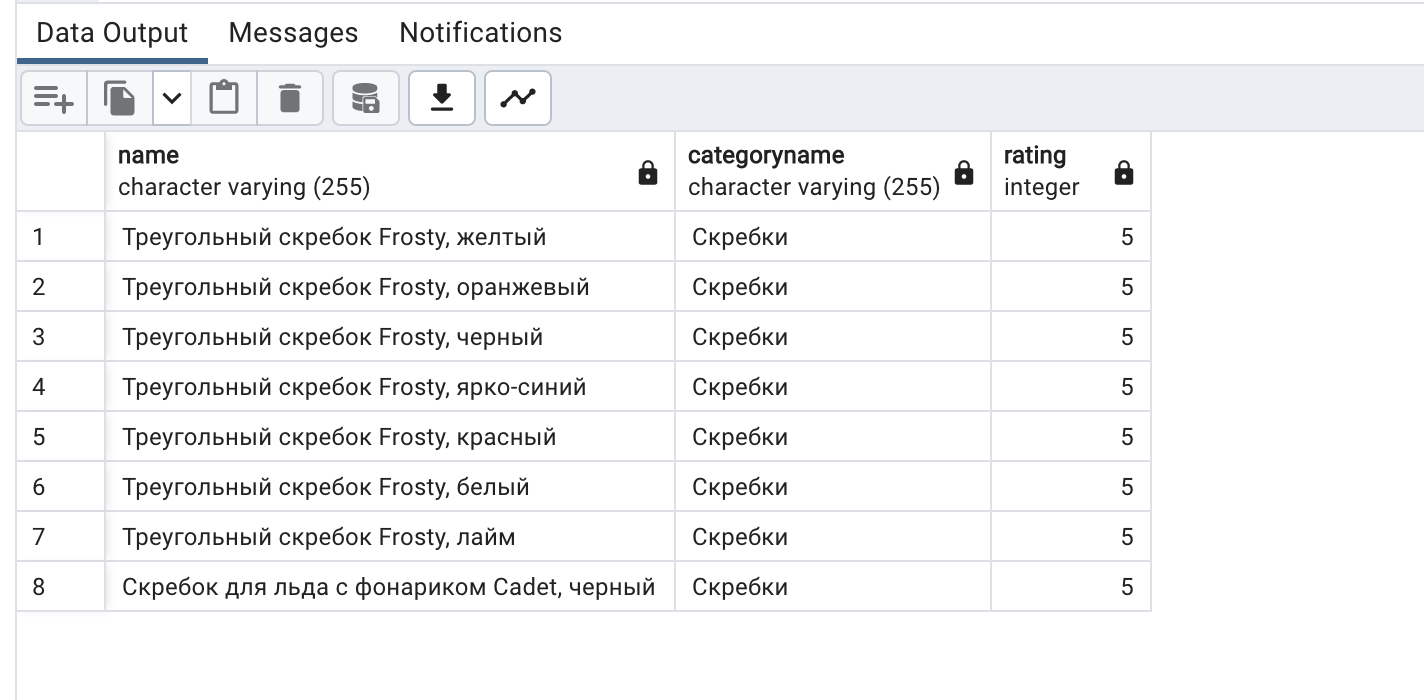 Data Output Messages Notifications
name categoryname rating
character varying (255) character varying (255) integer
1 Треугольный скребок Frosty, желтый Скребки 5
2 Треугольный скребок Frosty, оранжевый Скребки 5
3 Треугольный скребок Frosty, черный Скребки 5
4 Треугольный скребок Frosty, ярко-синий Скребки 5
5 Треугольный скребок Frosty, красный Скребки 5
6 Треугольный скребок Frosty, белый Скребки 5
7 Треугольный скребок Frosty, лайм Скребки 5
8 Скребок для льда с фонариком Cadet, черный Скребки 5